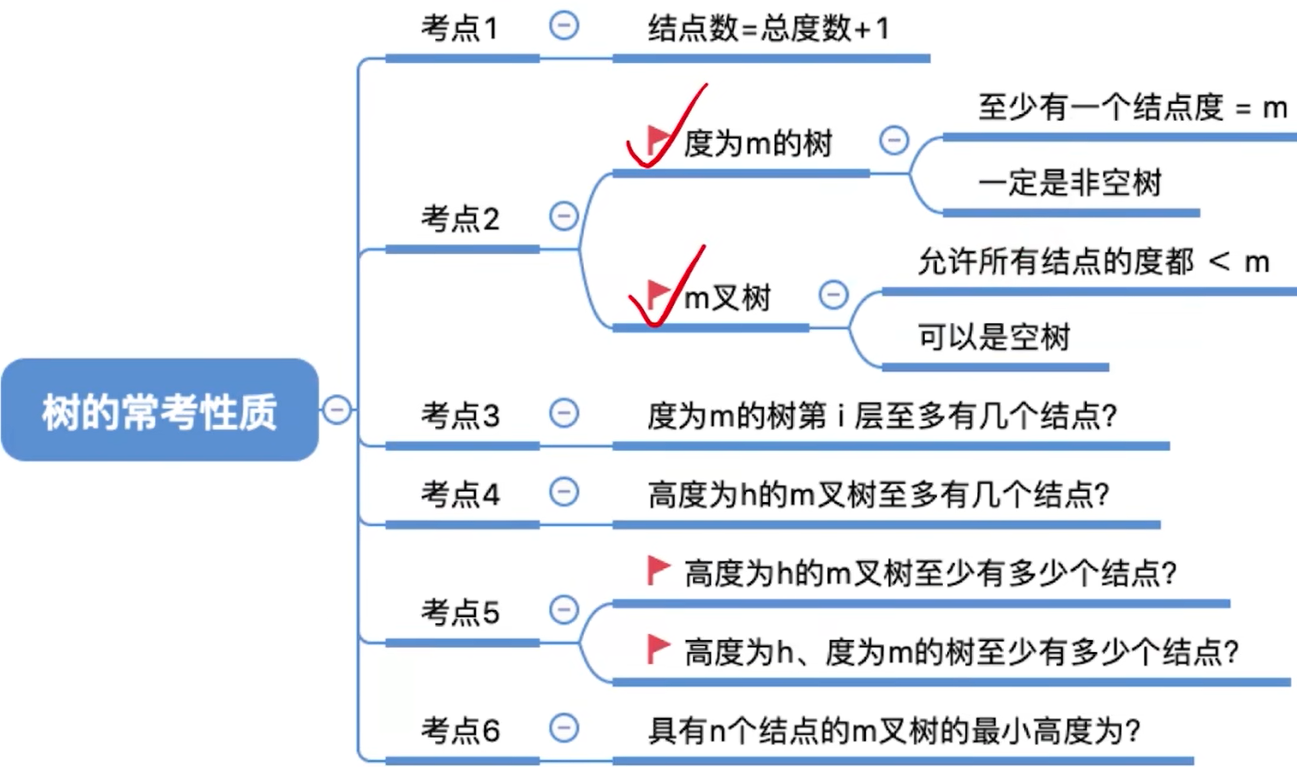 树的常考性质
考点1
结点数=总度数+1
考点2
度为m的树
至少有一个结点度 = m
一定是非空树
m叉树
允许所有结点的度都 < m
可以是空树
考点3
度为m的树第 i 层至多有几个结点?
考点4
高度为h的m叉树至多有几个结点?
考点5
高度为h的m叉树至少有多少个结点?
高度为h、度为m的树至少有多少个结点?
考点6
具有n个结点的m叉树的最小高度为?